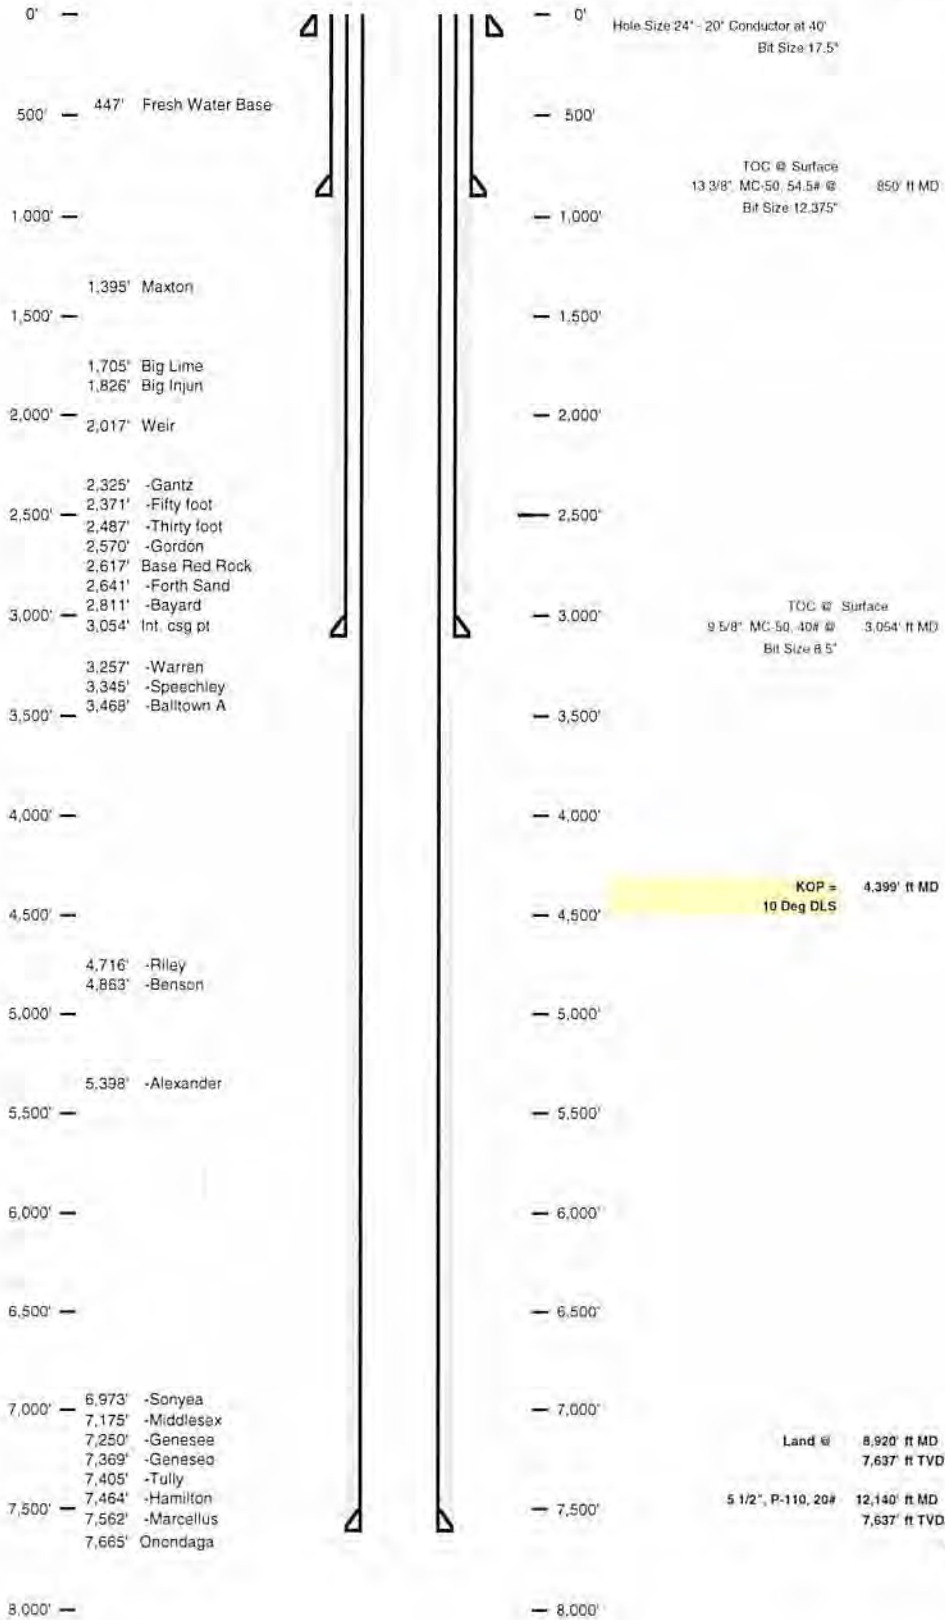 0' 0' Hole Size 24" - 20" Conductor at 40'
Bit Size 17.5"
447' Fresh Water Base
500' 500'
TOC @ Surface
13 3/8", MC-50, 54.5# @ 850' ft MD
Bit Size 12.375"
1,000' 1,000'
1,395' Maxton
1,500' 1,500'
1,705' Big Lime
1,826' Big Injun
2,000' 2,000'
2,017' Weir
2,325' -Gantz
2,371' -Fifty foot
2,500' 2,500'
2,487' -Thirty foot
2,570' -Gordon
2,617' Base Red Rock
2,641' -Forth Sand
2,811' -Bayard TOC @ Surface
3,000' 3,000'
3,054' Int. csg pt 9 5/8", MC-50, 40# @ 3,054' ft MD
Bit Size 8.5"
3,257' -Warren
3,345' -Speechley
3,468' -Balltown A
3,500' 3,500'
4,000' 4,000'
KOP = 4,399' ft MD
10 Deg DLS
4,500' 4,500'
4,716' -Riley
4,863' -Benson
5,000' 5,000'
5,398' -Alexander
5,500' 5,500'
6,000' 6,000'
6,500' 6,500'
6,973' -Sonyea
7,000' 7,000'
7,175' -Middlesex
7,250' -Genesee Land @ 8,920' ft MD
7,369' -Geneseo 7,637' ft TVD
7,405' -Tully
7,464' -Hamilton 5 1/2", P-110, 20# 12,140' ft MD
7,500' 7,500'
7,562' -Marcellus 7,637' ft TVD
7,665' Onondaga
8,000' 8,000'